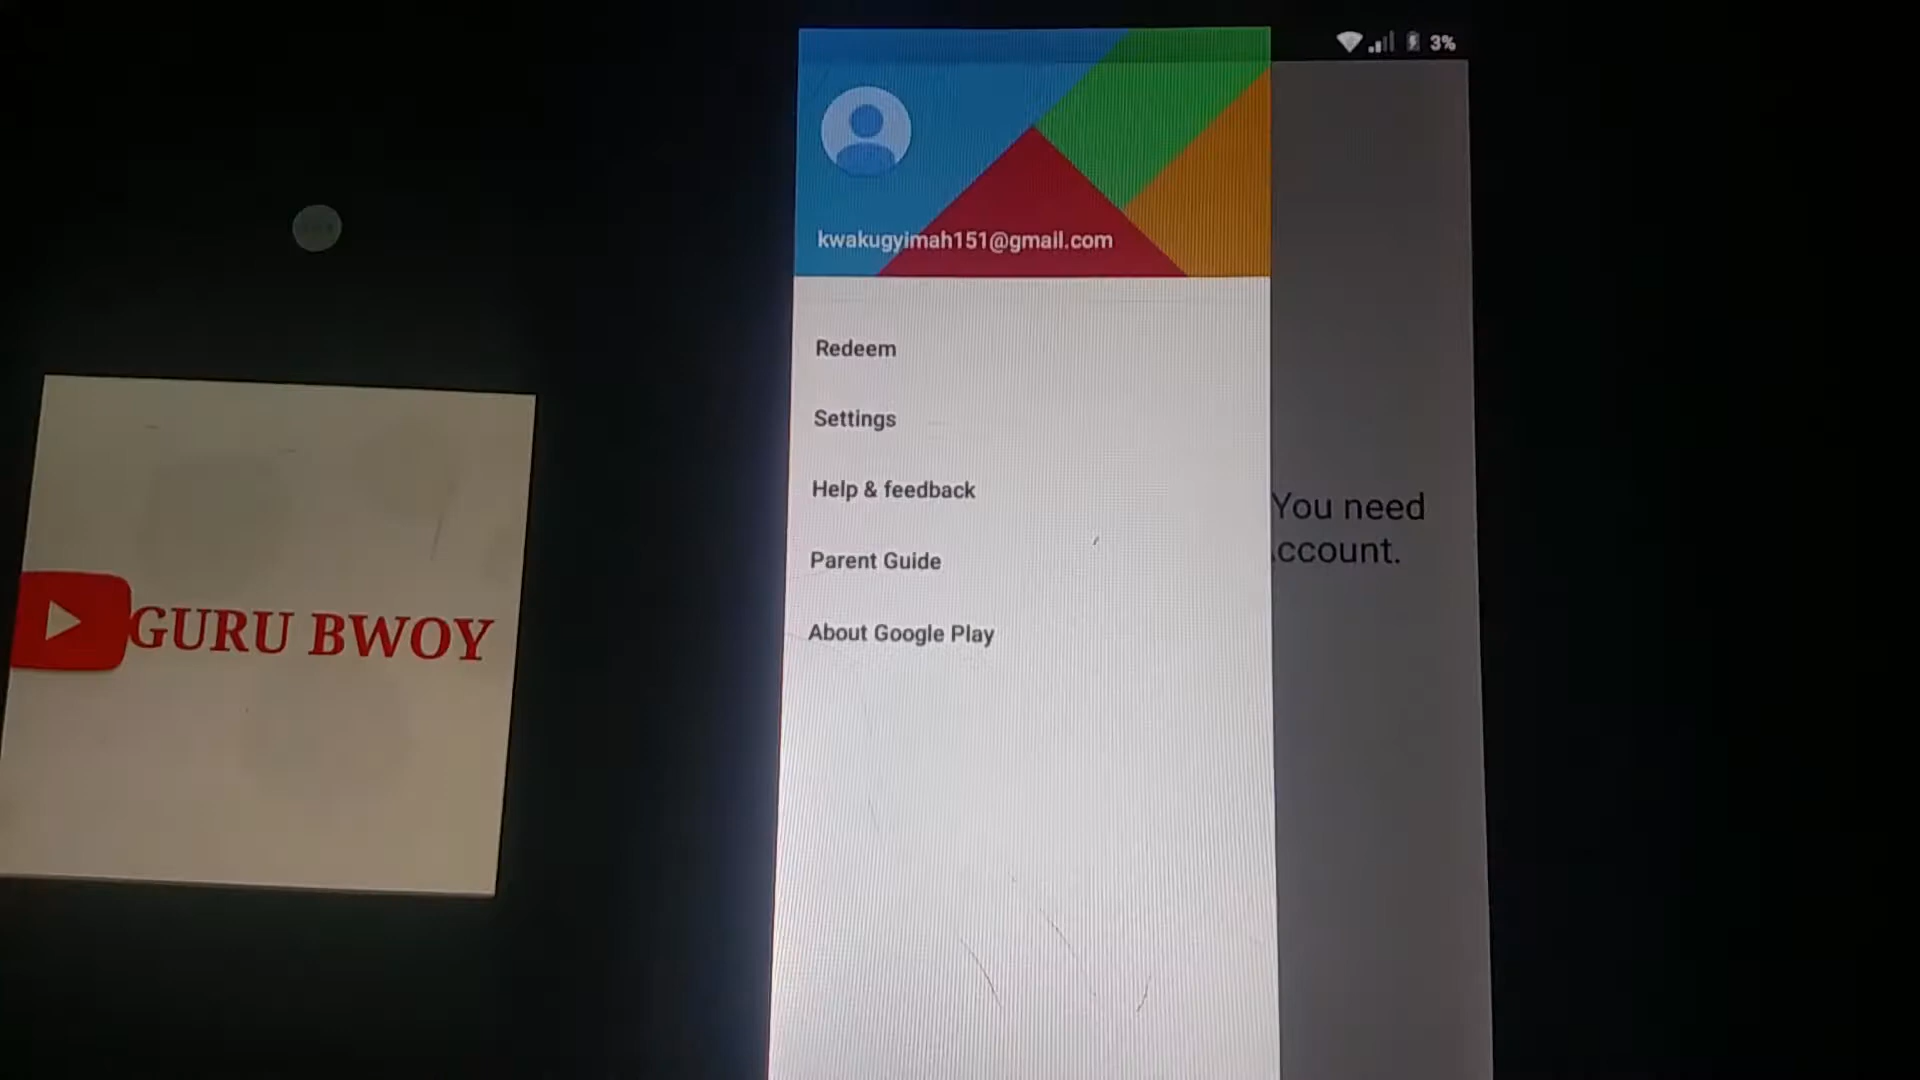 3%
kwakugyimah151@gmail.com
Redeem
Settings
Help & feedback
Parent Guide
About Google Play
You need
ccount.
GURU BWOY